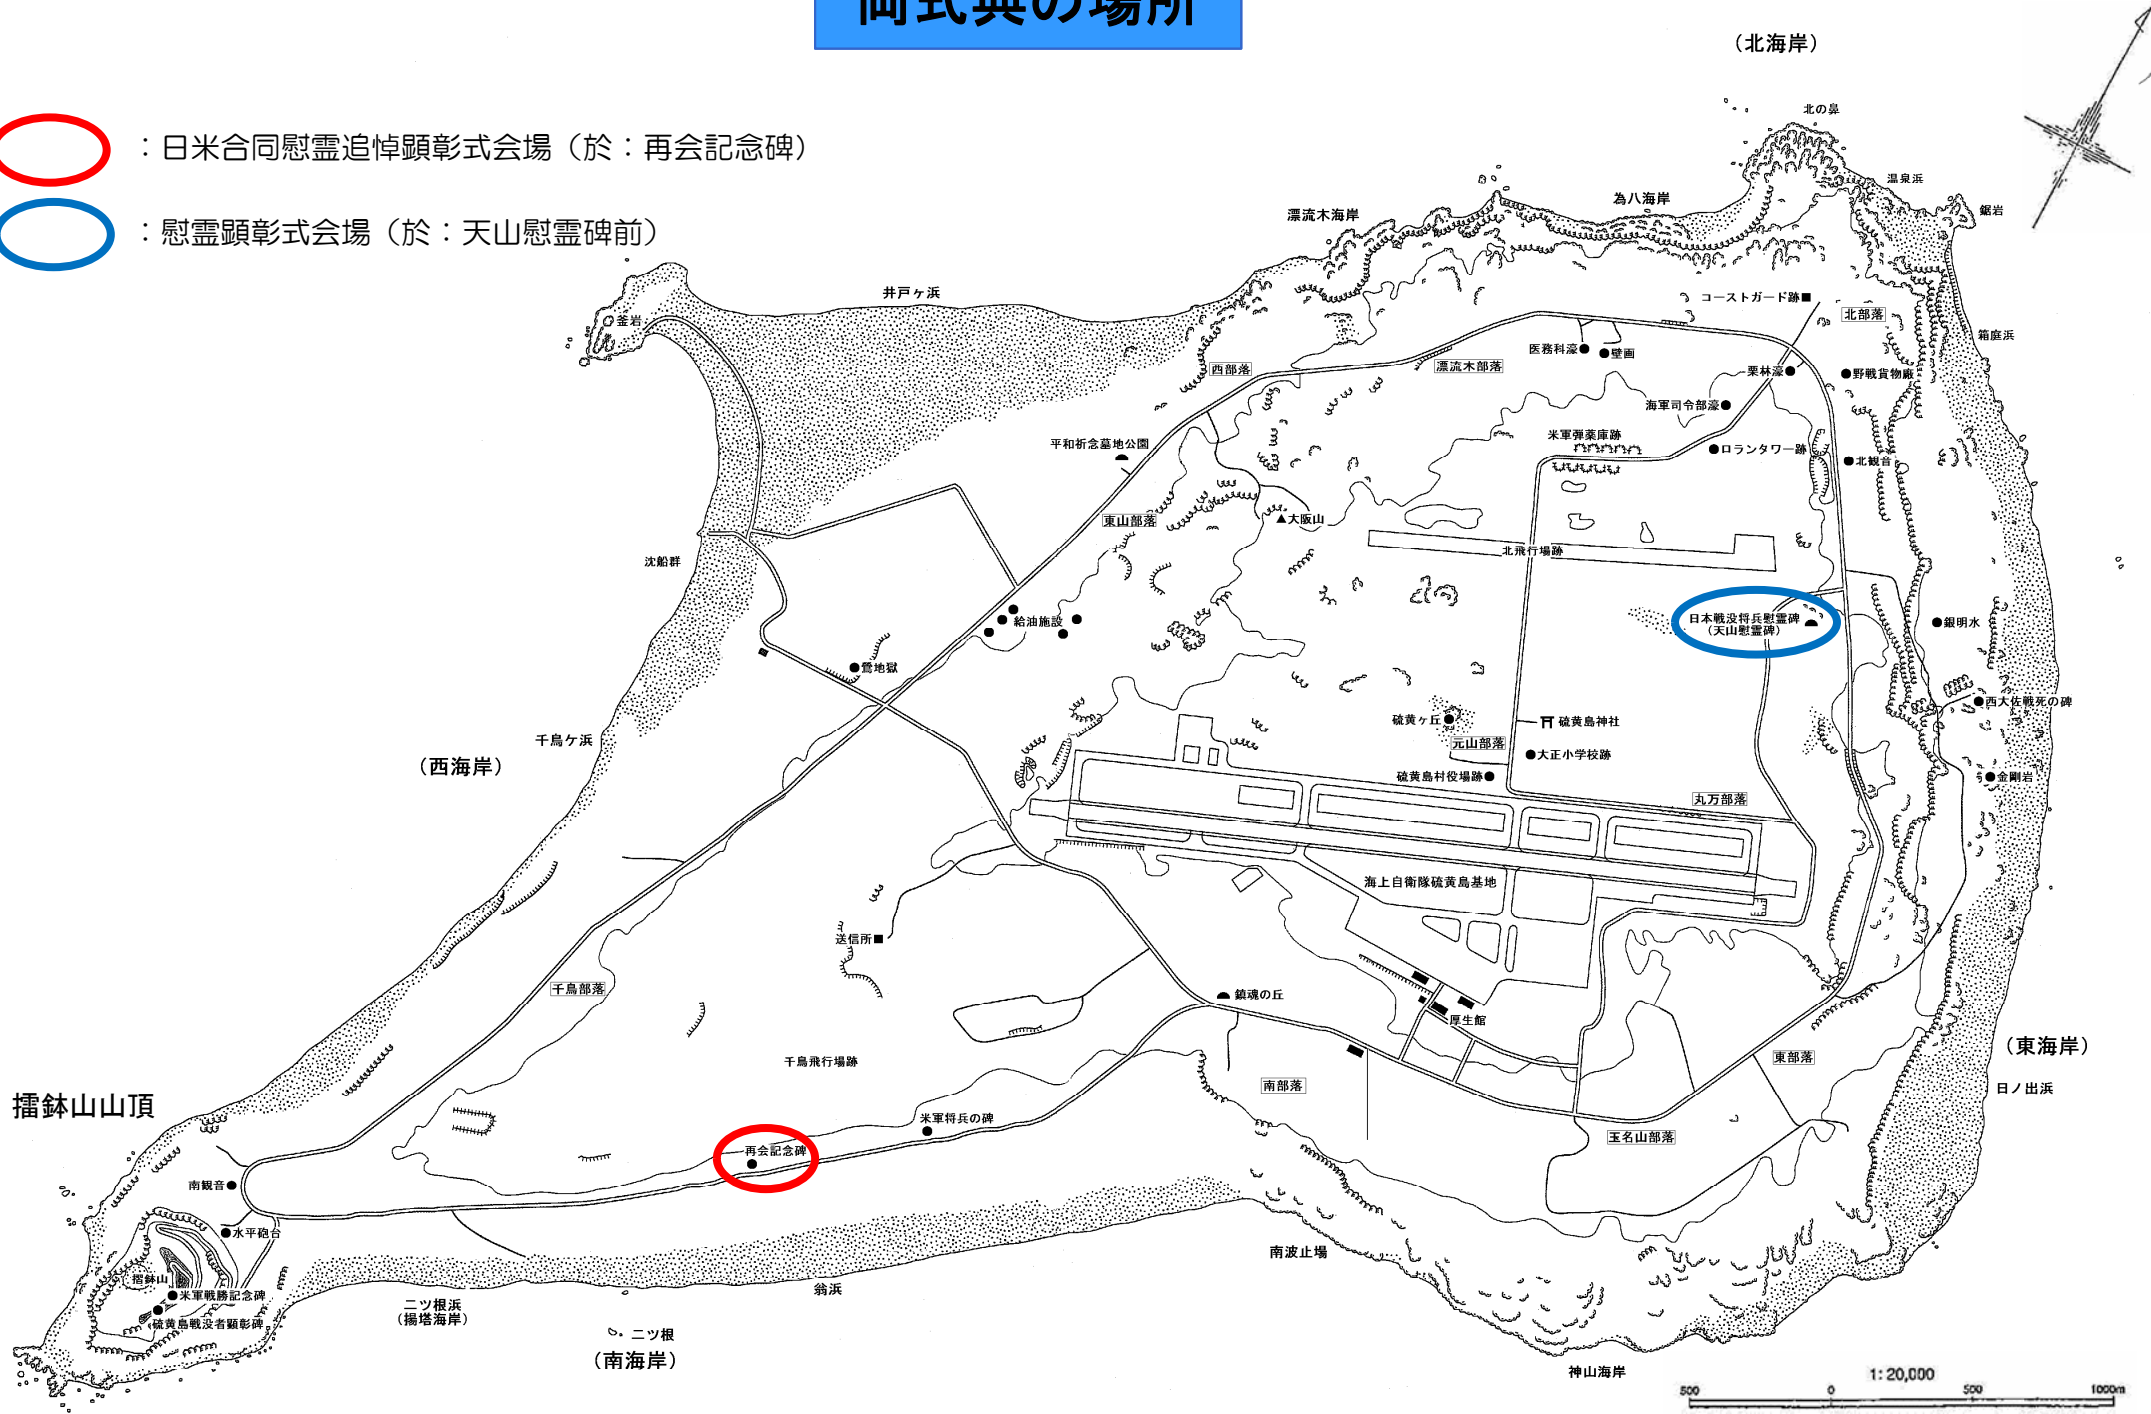 両式典の場所
：日米合同慰霊追悼顕彰式会場（於：再会記念碑）
：慰霊顕彰式会場（於：天山慰霊碑前）
（北海岸）
北の鼻
温泉浜
鋸岩
為八海岸
漂流木海岸
井戸ヶ浜
釜岩
コーストガード跡
北部落
箱庭浜
医務科濠
壁画
西部落
漂流木部落
栗林濠
野戦貨物廠
海軍司令部濠
平和祈念墓地公園
米軍弾薬庫跡
ロランタワー跡
北観音
東山部落
大阪山
北飛行場跡
沈船群
給油施設
日本戦没将兵慰霊碑
（天山慰霊碑）
銀明水
鶯地獄
西大佐戦死の碑
硫黄ヶ丘
硫黄島神社
千鳥ケ浜
元山部落
大正小学校跡
（西海岸）
硫黄島村役場跡
金剛岩
丸万部落
海上自衛隊硫黄島基地
送信所
千鳥部落
鎮魂の丘
厚生館
（東海岸）
千鳥飛行場跡
東部落
南部落
日ノ出浜
擂鉢山山頂
米軍将兵の碑
玉名山部落
再会記念碑
南観音
水平砲台
南波止場
摺鉢山
米軍戦勝記念碑
翁浜
二ツ根浜
（揚塔海岸）
硫黄島戦没者顕彰碑
二ツ根
（南海岸）
神山海岸
1:20,000
500 0 500 1000m